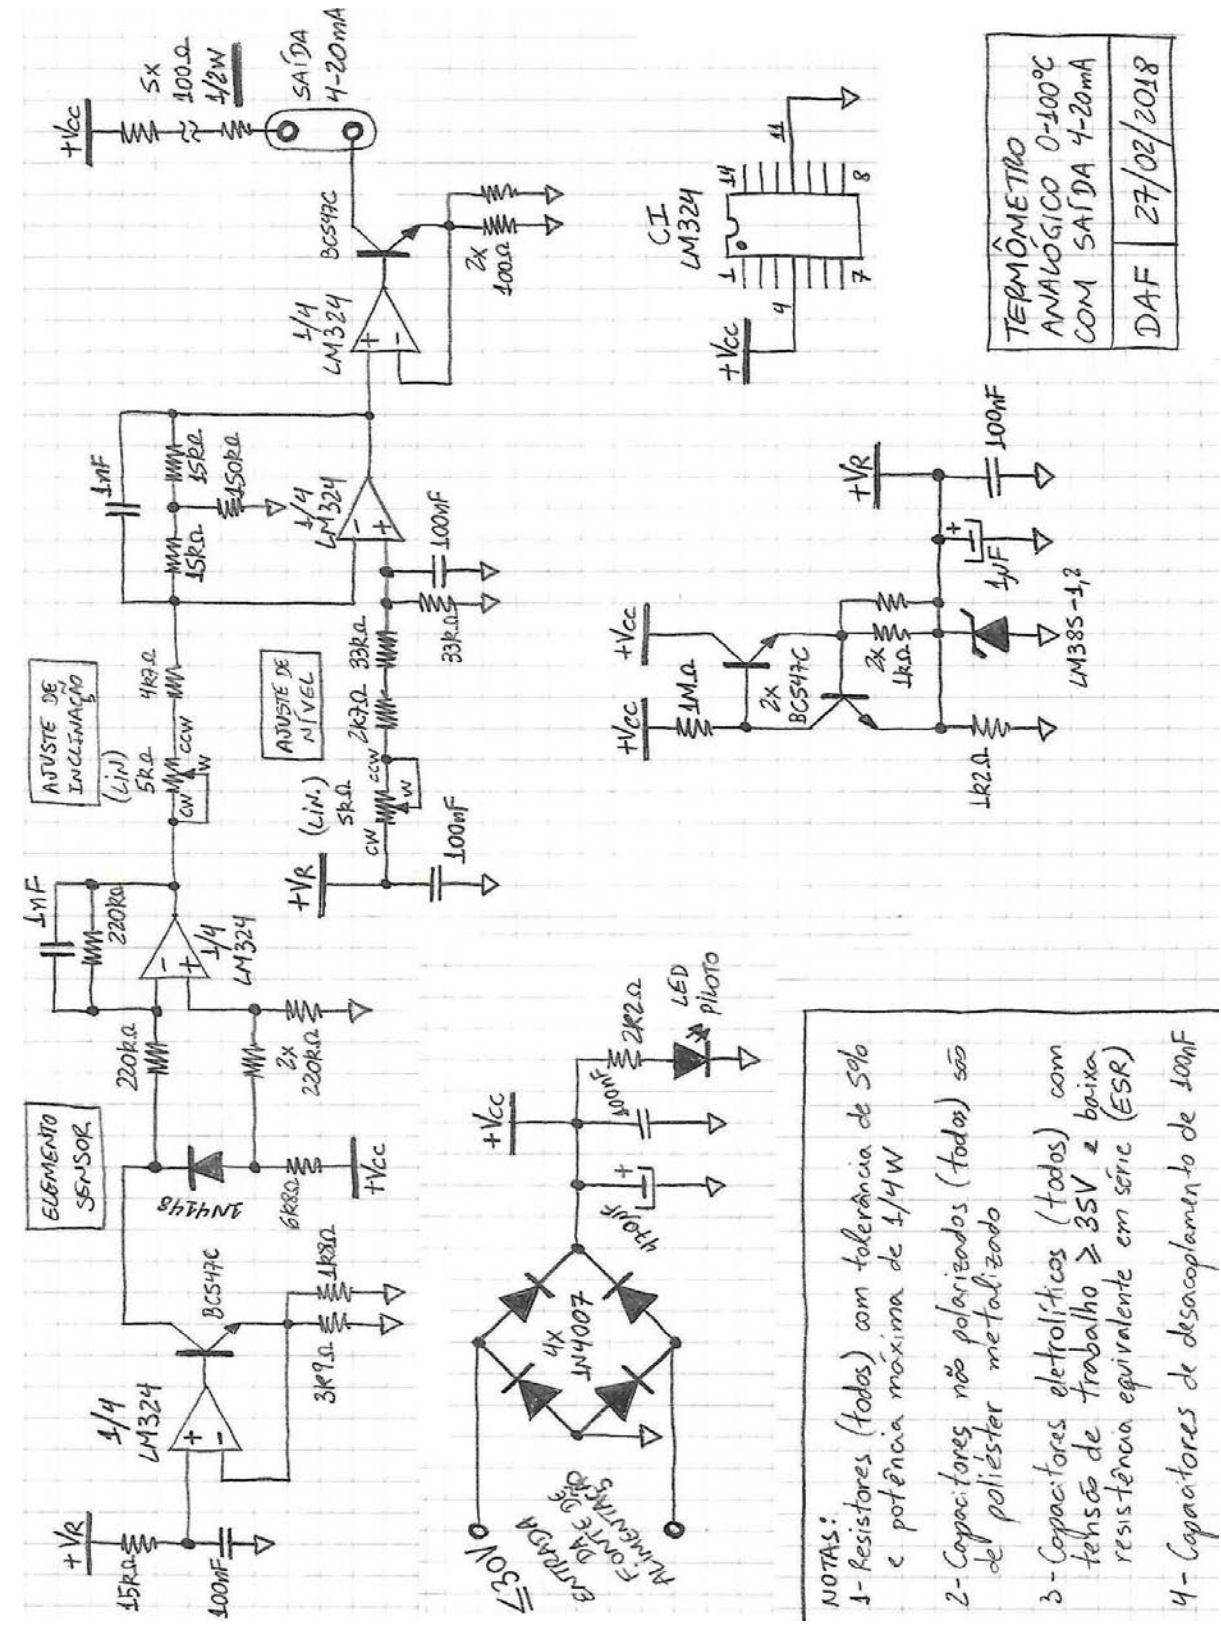 +VR
15kΩ
100nF
1/4
LM324
BC547C
3k9Ω
1k8Ω
ELEMENTO
SENSOR
1N4148
6k8Ω
+Vcc
220kΩ
2x
220kΩ
1nF
220kΩ
1/4
LM324
AJUSTE DE
INCLINAÇÃO
(LIN)
5kΩ
CW
CCW
W
4k7Ω
+VR
100nF
AJUSTE DE
NÍVEL
(LIN.)
5kΩ
CW
CCW
W
2k7Ω
33kΩ
33kΩ
100nF
1nF
15kΩ
15kΩ
150kΩ
1/4
LM324
1/4
LM324
BC547C
2x
100Ω
+Vcc
5x
100Ω
1/2W
SAÍDA
4-20mA
≤30V
ENTRADA
DA
FONTE DE
ALIMENTAÇÃO
4x
1N4007
470µF
+Vcc
100nF
2k2Ω
LED
PILOTO
+Vcc
+Vcc
1MΩ
2x
BC547C
2x
1kΩ
1k2Ω
LM385-1,2
1µF
+VR
100nF
CI
LM324
1
4
7
8
11
14
+Vcc
NOTAS:
1- Resistores (todos) com tolerância de 5%
e potência máxima de 1/4W
2- Capacitores não polarizados (todos) são
de poliéster metalizado
3- Capacitores eletrolíticos (todos) com
tensão de trabalho ≥ 35V e baixa
resistência equivalente em série (ESR)
4- Capacitores de desacoplamento de 100nF
TERMÔMETRO
ANALÓGICO 0-100°C
COM SAÍDA 4-20mA
DAF 27/02/2018